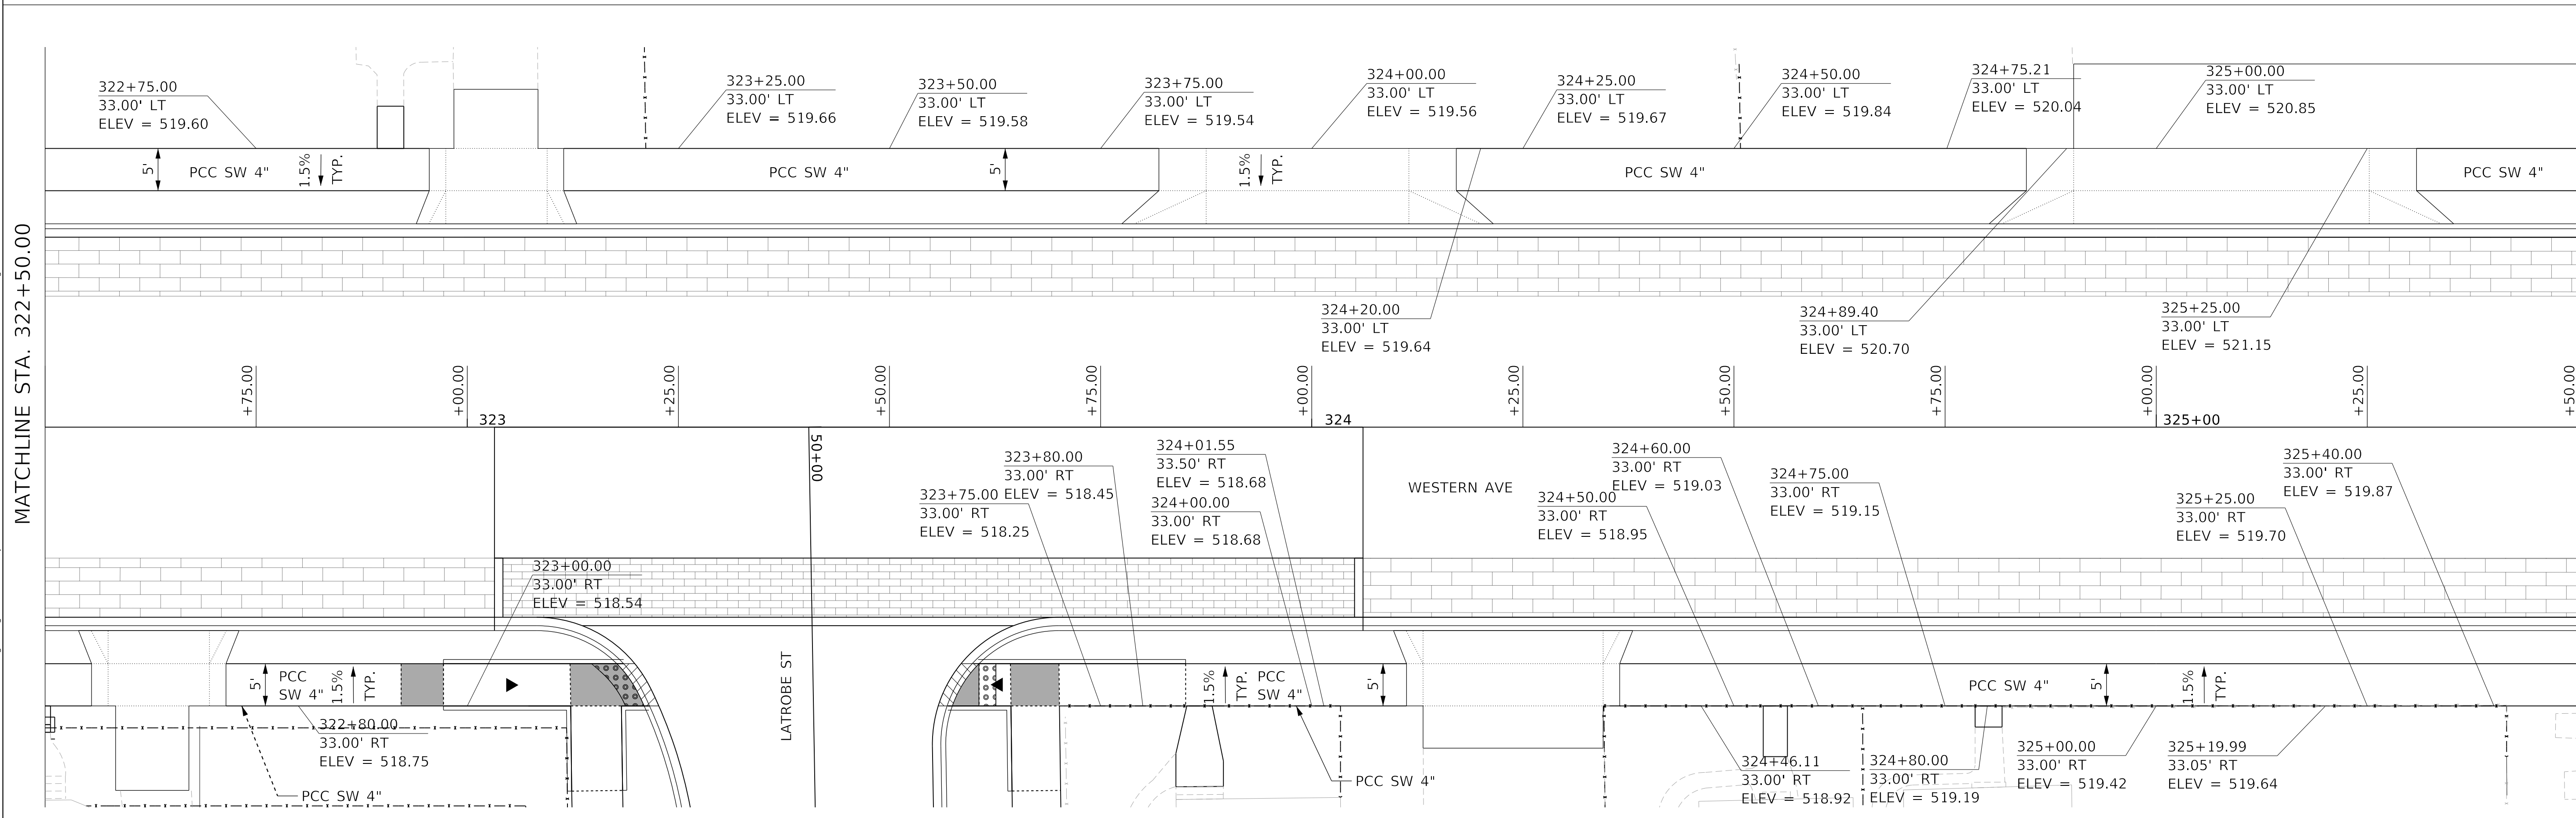 322+75.00
33.00' LT
ELEV = 519.60
323+25.00
33.00' LT
ELEV = 519.66
323+50.00
33.00' LT
ELEV = 519.58
323+75.00
33.00' LT
ELEV = 519.54
324+00.00
33.00' LT
ELEV = 519.56
324+25.00
33.00' LT
ELEV = 519.67
324+50.00
33.00' LT
ELEV = 519.84
324+75.21
33.00' LT
ELEV = 520.04
325+00.00
33.00' LT
ELEV = 520.85
5'
PCC SW 4"
1.5%
TYP.
PCC SW 4"
5'
1.5%
TYP.
PCC SW 4"
PCC SW 4"
MATCHLINE STA. 322+50.00
324+20.00
33.00' LT
ELEV = 519.64
324+89.40
33.00' LT
ELEV = 520.70
325+25.00
33.00' LT
ELEV = 521.15
+75.00
+00.00
+25.00
+50.00
+75.00
+00.00
+25.00
+50.00
+75.00
+00.00
+25.00
+50.00
323
324
325+00
50+00
323+75.00
33.00' RT
ELEV = 518.25
323+80.00
33.00' RT
ELEV = 518.45
324+01.55
33.50' RT
ELEV = 518.68
324+00.00
33.00' RT
ELEV = 518.68
WESTERN AVE
324+50.00
33.00' RT
ELEV = 518.95
324+60.00
33.00' RT
ELEV = 519.03
324+75.00
33.00' RT
ELEV = 519.15
325+25.00
33.00' RT
ELEV = 519.70
325+40.00
33.00' RT
ELEV = 519.87
323+00.00
33.00' RT
ELEV = 518.54
5'
PCC
SW 4"
1.5%
TYP.
LATROBE ST
1.5%
TYP.
PCC
SW 4"
5'
PCC SW 4"
5'
1.5%
TYP.
322+80.00
33.00' RT
ELEV = 518.75
PCC SW 4"
PCC SW 4"
324+46.11
33.00' RT
ELEV = 518.92
324+80.00
33.00' RT
ELEV = 519.19
325+00.00
33.00' RT
ELEV = 519.42
325+19.99
33.05' RT
ELEV = 519.64